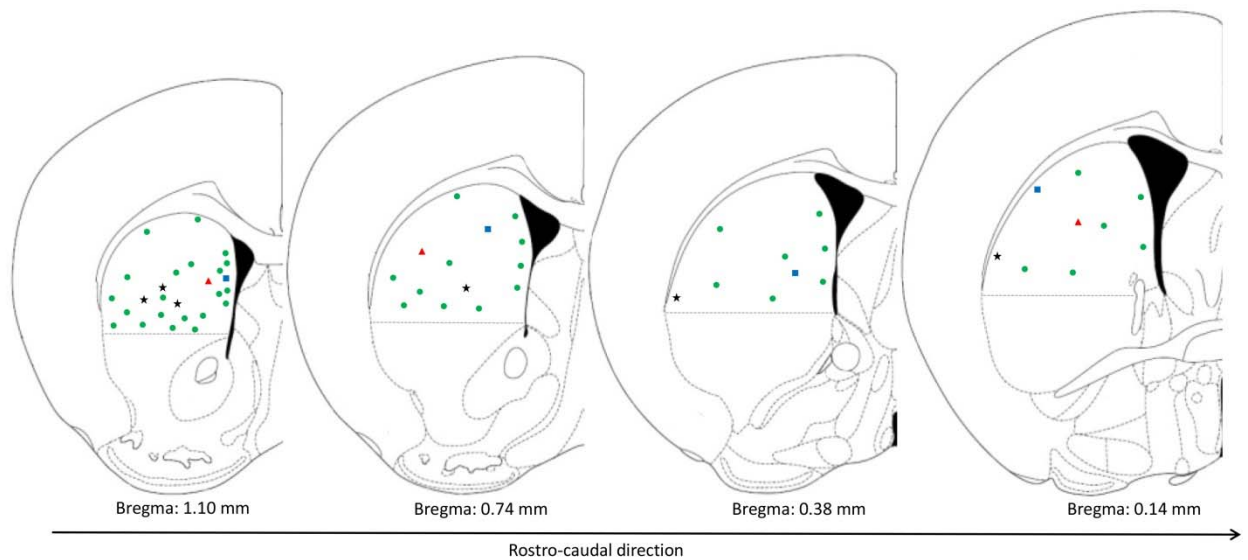 Bregma: 1.10 mm
Bregma: 0.74 mm
Bregma: 0.38 mm
Bregma: 0.14 mm
Rostro-caudal direction